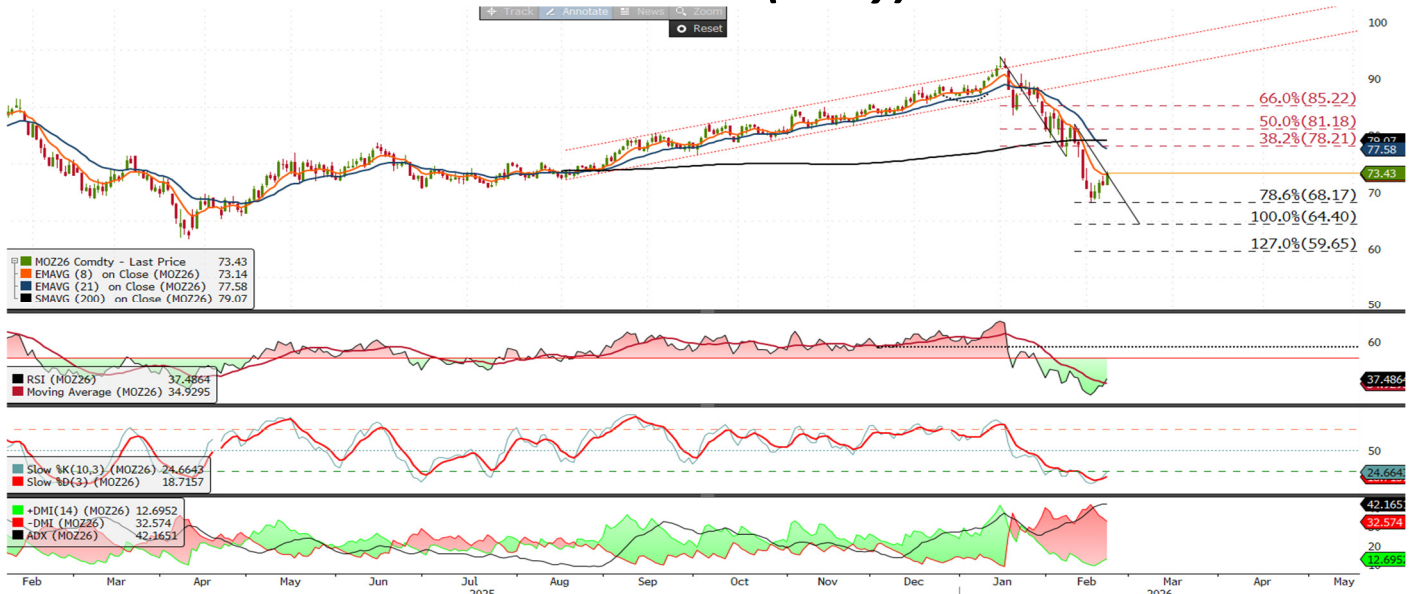 Track Annotate News Zoom
Reset
100
90
66.0%(85.22)
50.0%(81.18)
38.2%(78.21)
79.07
77.58
73.43
70
78.6%(68.17)
100.0%(64.40)
127.0%(59.65)
60
50
MOZ26 Comdty - Last Price 73.43
EMAVG (8) on Close (MOZ26) 73.14
EMAVG (21) on Close (MOZ26) 77.58
SMAVG (200) on Close (MOZ26) 79.07
60
RSI (MOZ26) 37.4864
Moving Average (MOZ26) 34.9295
37.4864
50
Slow %K(10,3) (MOZ26) 24.6643
Slow %D(3) (MOZ26) 18.7157
24.6643
+DMI(14) (MOZ26) 12.6952
-DMI (MOZ26) 32.574
ADX (MOZ26) 42.1651
42.1651
32.574
20
12.6952
Feb Mar Apr May Jun Jul Aug Sep Oct Nov Dec Jan Feb Mar Apr May
2025 2026